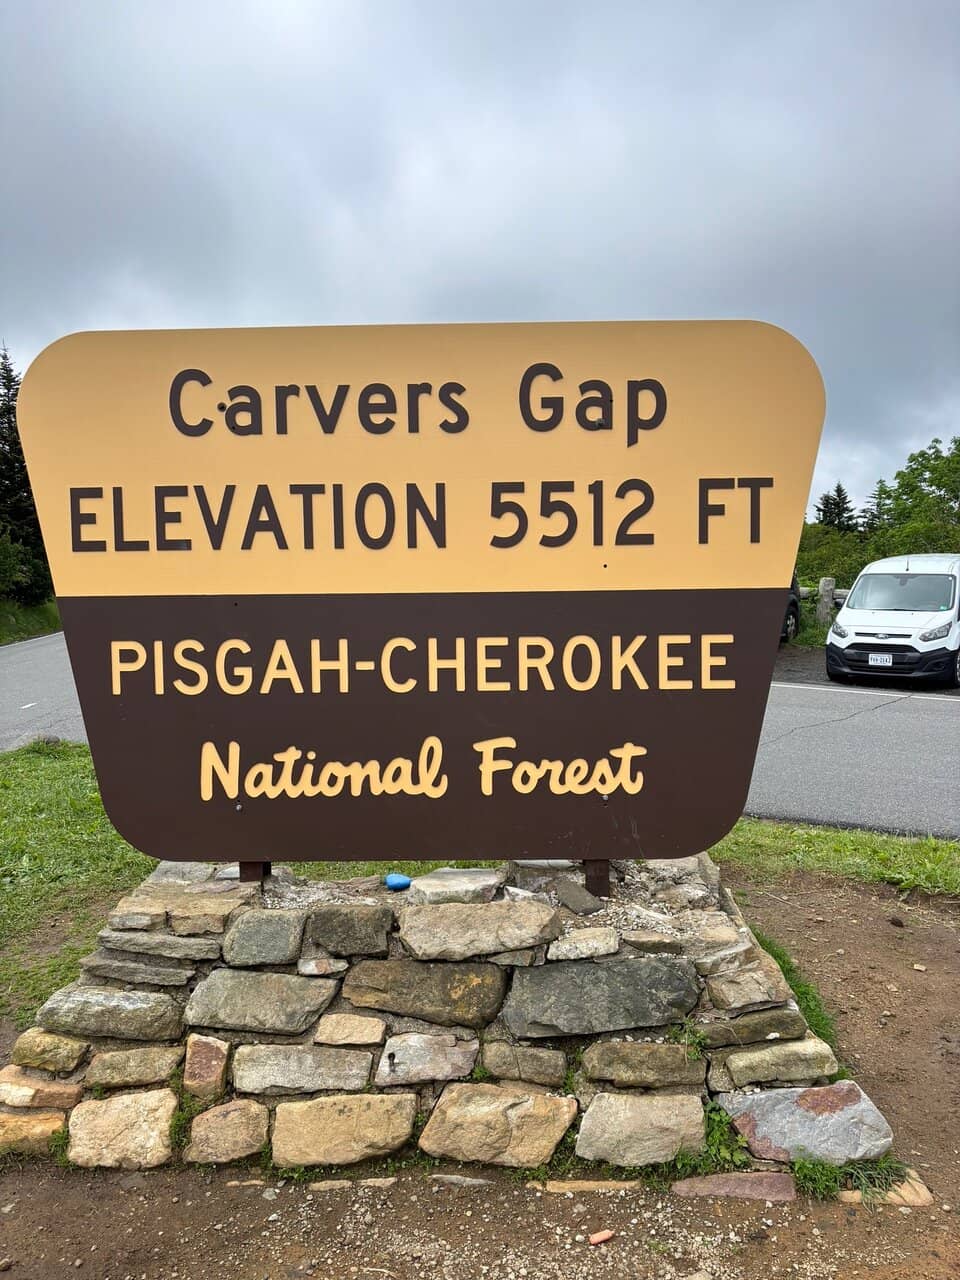 Carvers Gap
ELEVATION 5512 FT
PISGAH-CHEROKEE
National Forest